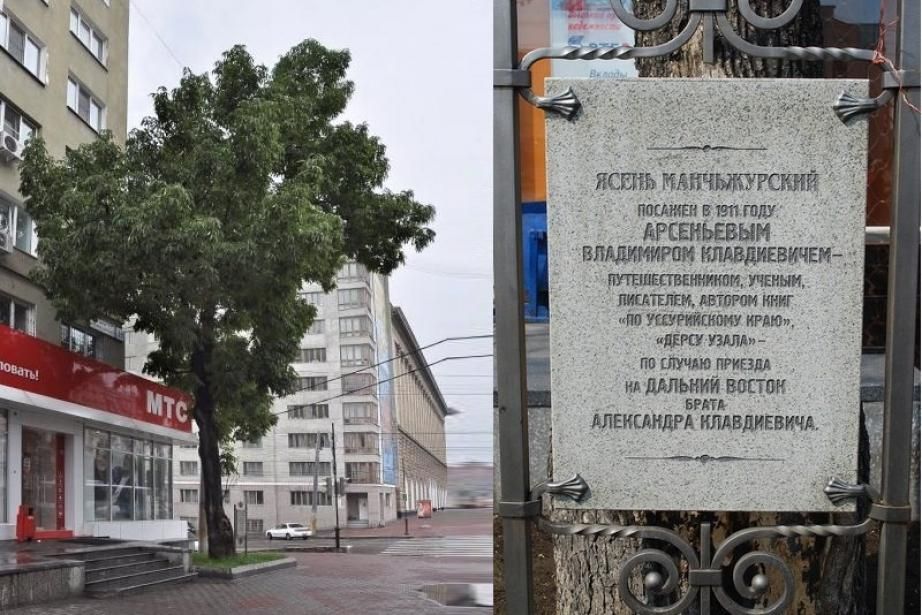 ловать!
МТС
Вклады
ЯСЕНЬ МАНЧЬЖУРСКИЙ
ПОСАЖЕН В 1911 ГОДУ
АРСЕНЬЕВЫМ
ВЛАДИМИРОМ КЛАВДИЕВИЧЕМ–
ПУТЕШЕСТВЕННИКОМ, УЧЕНЫМ,
ПИСАТЕЛЕМ, АВТОРОМ КНИГ
«ПО УССУРИЙСКОМУ КРАЮ»,
«ДЕРСУ УЗАЛА»–
ПО СЛУЧАЮ ПРИЕЗДА
НА ДАЛЬНИЙ ВОСТОК
БРАТА
АЛЕКСАНДРА КЛАВДИЕВИЧА.